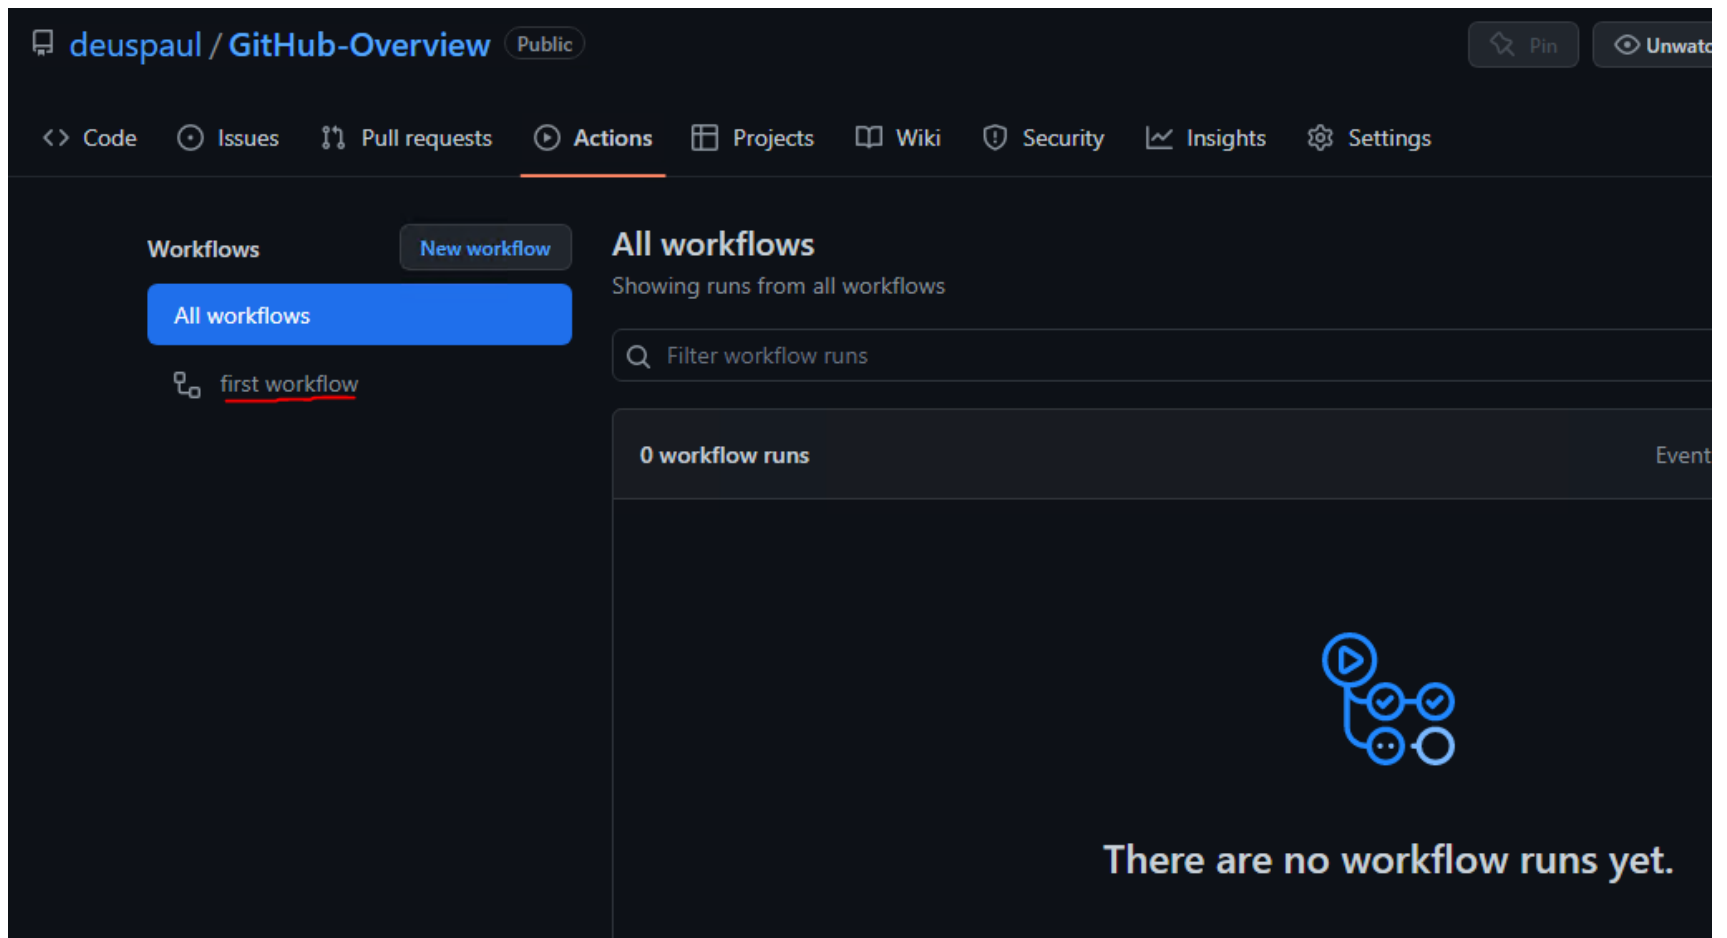 deuspaul / GitHub-Overview Public Pin Unwatc
Code Issues Pull requests Actions Projects Wiki Security Insights Settings
Workflows New workflow
All workflows
first workflow
All workflows
Showing runs from all workflows
Filter workflow runs
0 workflow runs Event
There are no workflow runs yet.